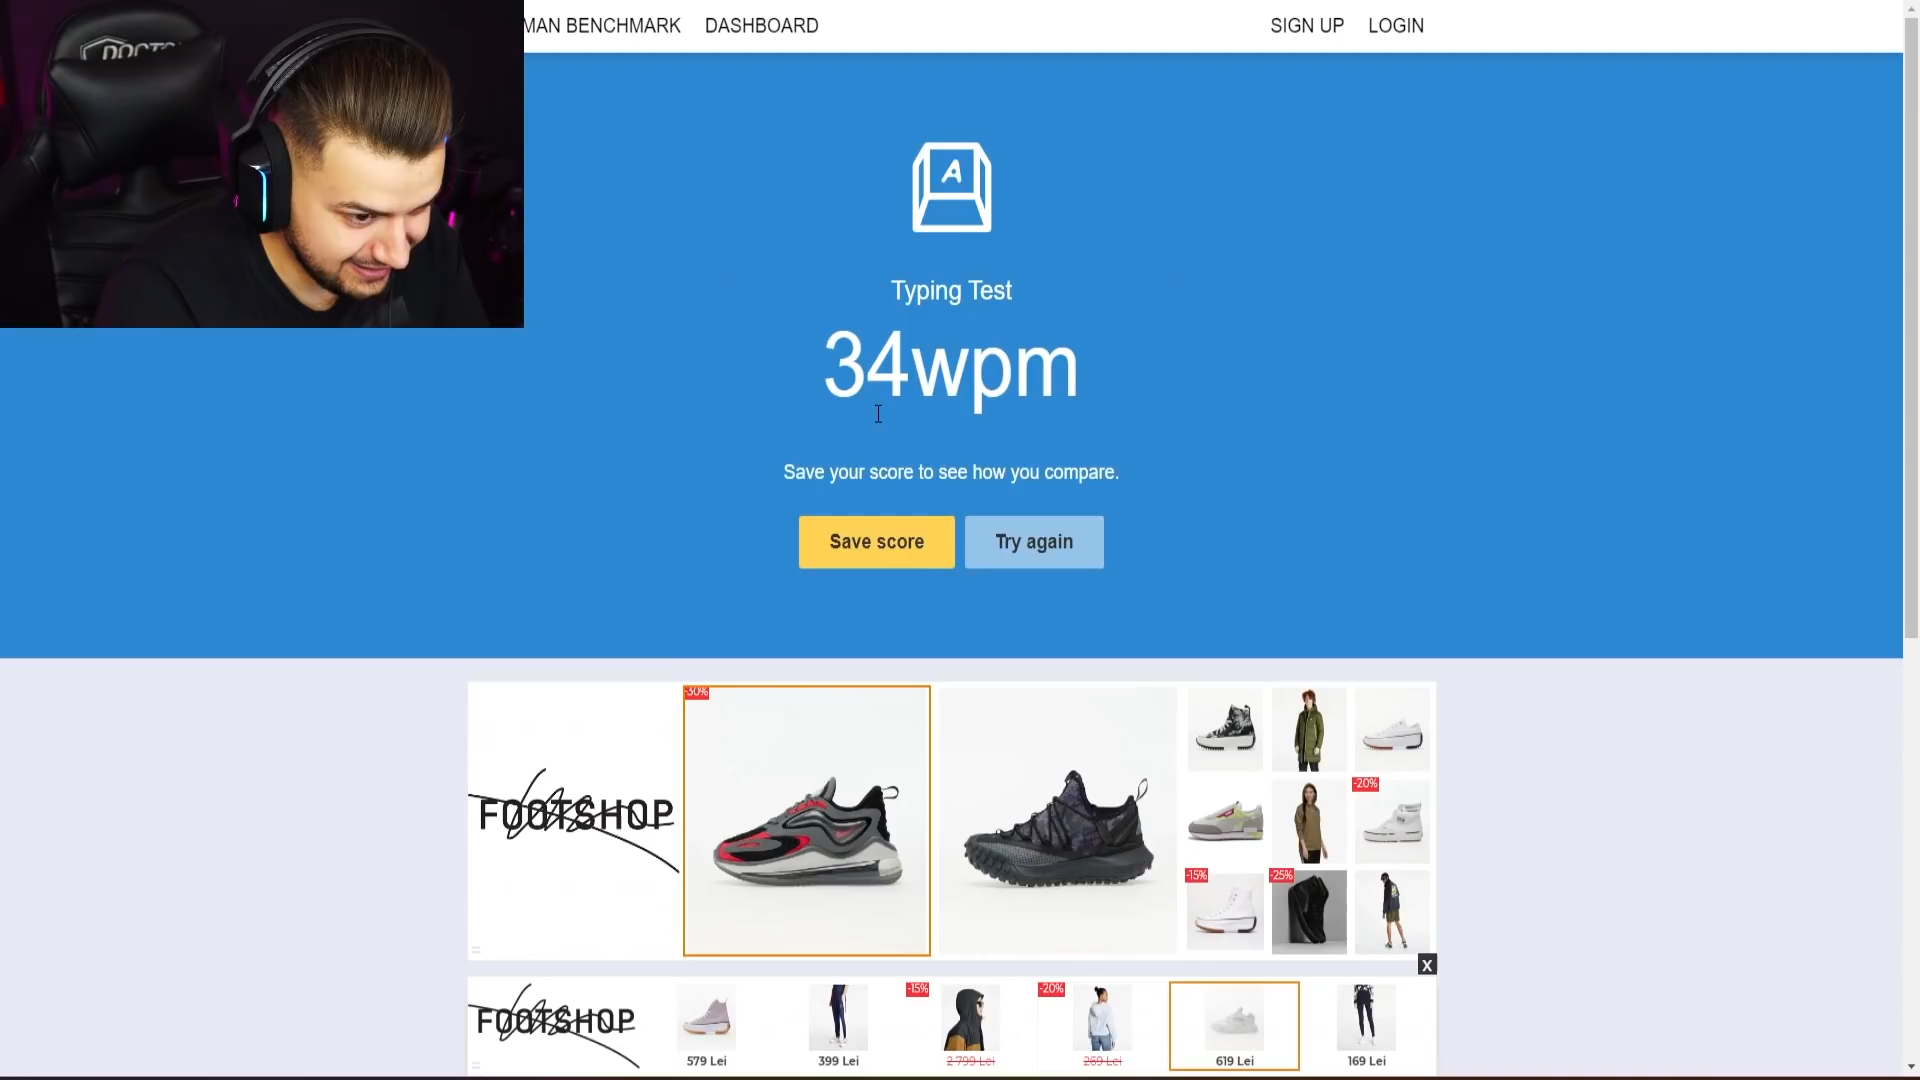 MAN BENCHMARK DASHBOARD SIGN UP LOGIN
A
Typing Test
34wpm
Save your score to see how you compare.
Save score Try again
-30%
FOOTSHOP
-20%
-15% -25%
X
FOOTSHOP
-15% -20%
579 Lei 399 Lei 2 799 Lei 269 Lei 619 Lei 169 Lei